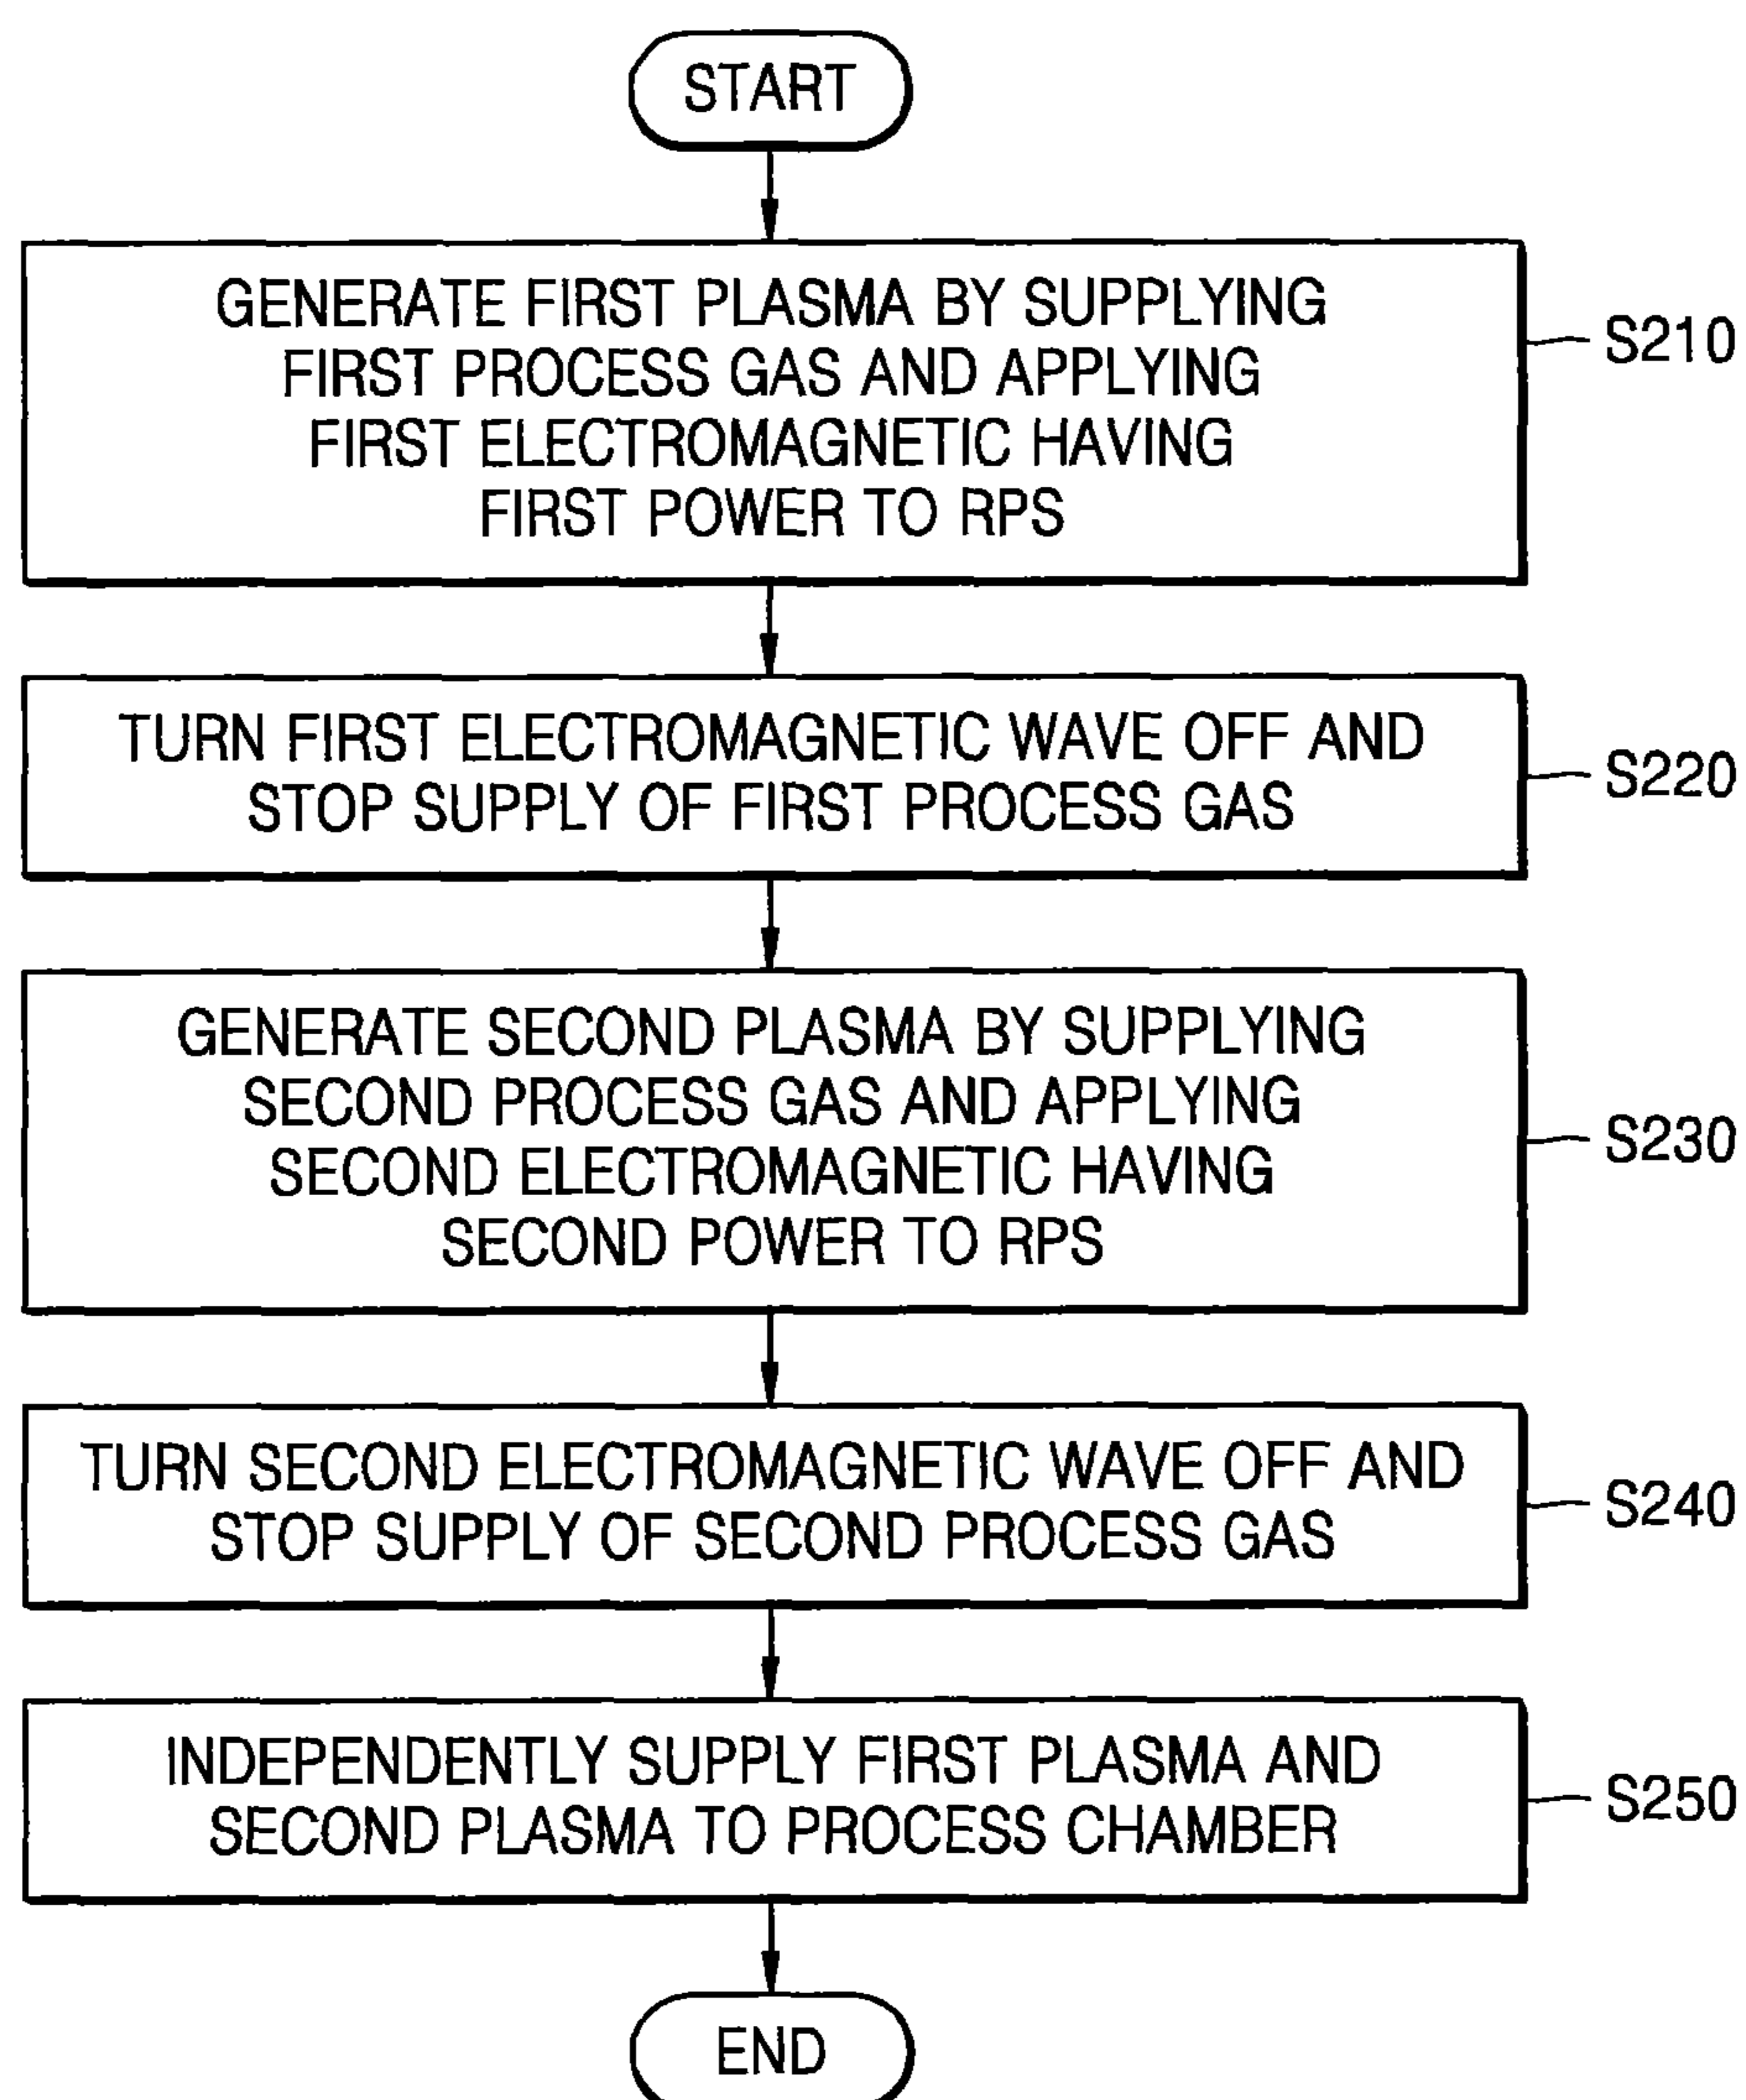 START
GENERATE FIRST PLASMA BY SUPPLYING
FIRST PROCESS GAS AND APPLYING
FIRST ELECTROMAGNETIC HAVING
FIRST POWER TO RPS
S210
TURN FIRST ELECTROMAGNETIC WAVE OFF AND
STOP SUPPLY OF FIRST PROCESS GAS
S220
GENERATE SECOND PLASMA BY SUPPLYING
SECOND PROCESS GAS AND APPLYING
SECOND ELECTROMAGNETIC HAVING
SECOND POWER TO RPS
S230
TURN SECOND ELECTROMAGNETIC WAVE OFF AND
STOP SUPPLY OF SECOND PROCESS GAS
S240
INDEPENDENTLY SUPPLY FIRST PLASMA AND
SECOND PLASMA TO PROCESS CHAMBER
S250
END